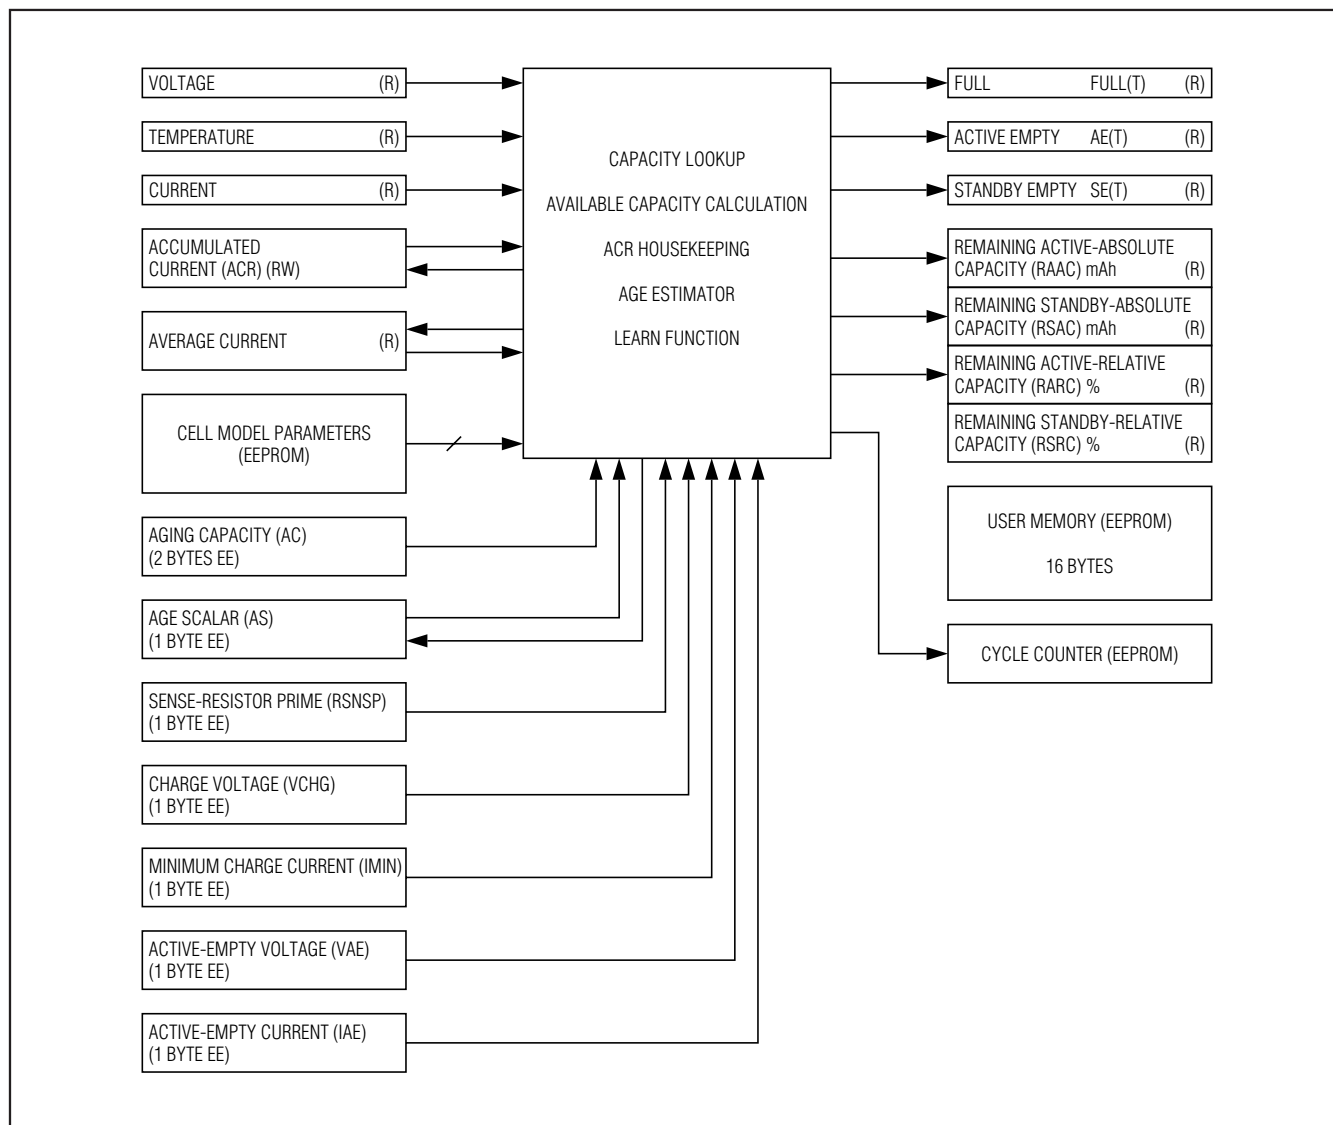 VOLTAGE (R)
TEMPERATURE (R)
CURRENT (R)
ACCUMULATED
CURRENT (ACR) (RW)
AVERAGE CURRENT (R)
CELL MODEL PARAMETERS
(EEPROM)
AGING CAPACITY (AC)
(2 BYTES EE)
AGE SCALAR (AS)
(1 BYTE EE)
SENSE-RESISTOR PRIME (RSNSP)
(1 BYTE EE)
CHARGE VOLTAGE (VCHG)
(1 BYTE EE)
MINIMUM CHARGE CURRENT (IMIN)
(1 BYTE EE)
ACTIVE-EMPTY VOLTAGE (VAE)
(1 BYTE EE)
ACTIVE-EMPTY CURRENT (IAE)
(1 BYTE EE)
CAPACITY LOOKUP
AVAILABLE CAPACITY CALCULATION
ACR HOUSEKEEPING
AGE ESTIMATOR
LEARN FUNCTION
FULL FULL(T) (R)
ACTIVE EMPTY AE(T) (R)
STANDBY EMPTY SE(T) (R)
REMAINING ACTIVE-ABSOLUTE
CAPACITY (RAAC) mAh (R)
REMAINING STANDBY-ABSOLUTE
CAPACITY (RSAC) mAh (R)
REMAINING ACTIVE-RELATIVE
CAPACITY (RARC) % (R)
REMAINING STANDBY-RELATIVE
CAPACITY (RSRC) % (R)
USER MEMORY (EEPROM)
16 BYTES
CYCLE COUNTER (EEPROM)